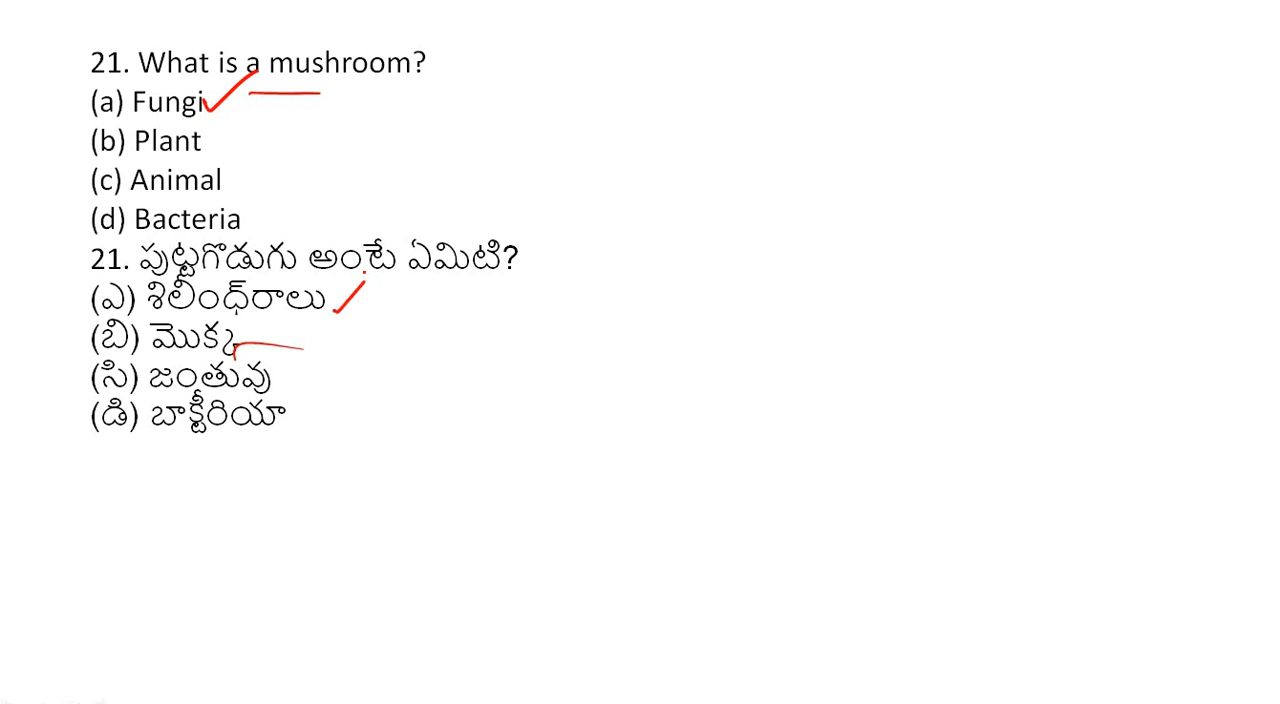 21. What is a mushroom?
(a) Fungi
(b) Plant
(c) Animal
(d) Bacteria
21. పుట్టగొడుగు అంటే ఏమిటి?
(ఎ) శిలీంధ్‌రాలు
(బి) మొక్క
(సి) జంతువు
(డి) బాక్టీరియా